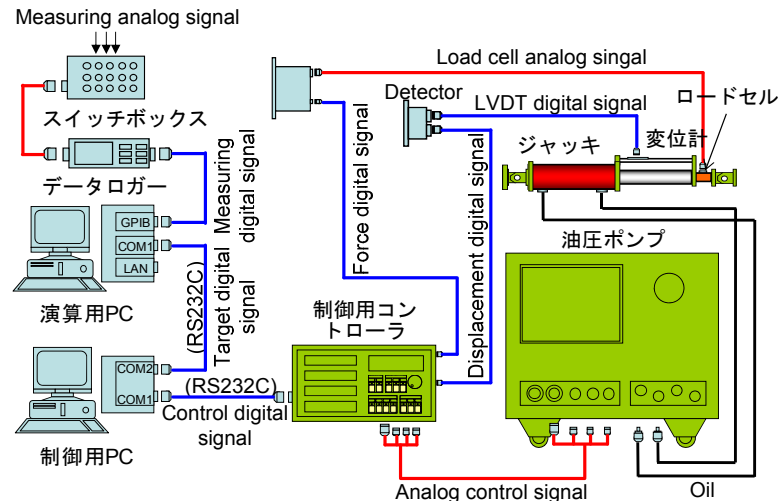 Measuring analog signal
スイッチボックス
データロガー
Measuring
digital signal
GPIB
COM1
LAN
演算用PC
(RS232C)
Target digital
signal
COM2
COM1
制御用PC
(RS232C)
Control digital
signal
制御用コン
トローラ
Force digital signal
Displacement digital signal
Load cell analog singal
Detector
LVDT digital signal
ロードセル
変位計
ジャッキ
油圧ポンプ
Analog control signal
Oil